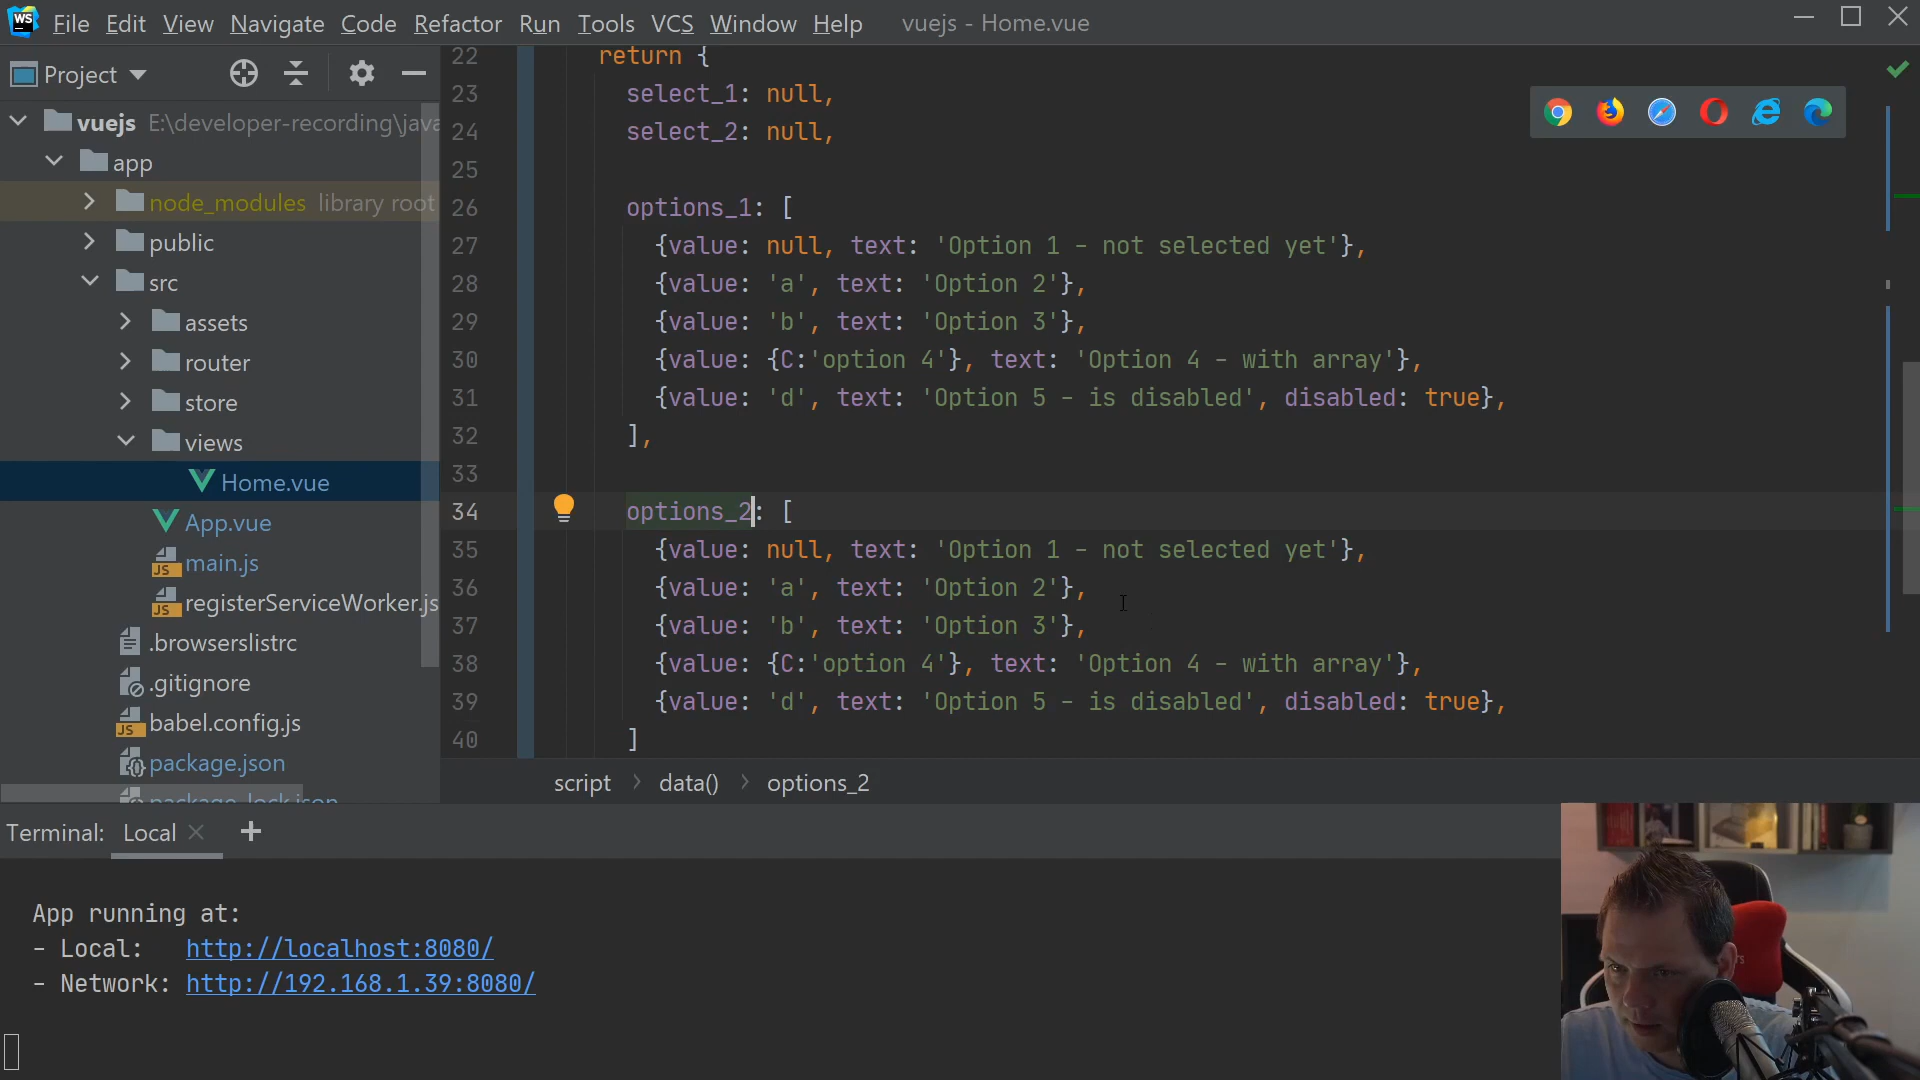 WS File Edit View Navigate Code Refactor Run Tools VCS Window Help vuejs - Home.vue
Project
vuejs E:\developer-recording\java
app
node_modules library root
public
src
assets
router
store
views
Home.vue
App.vue
JS main.js
JS registerServiceWorker.js
.browserslistrc
.gitignore
JS babel.config.js
package.json
package-lock.json
22 return {
23 select_1: null,
24 select_2: null,
25
26 options_1: [
27 {value: null, text: 'Option 1 - not selected yet'},
28 {value: 'a', text: 'Option 2'},
29 {value: 'b', text: 'Option 3'},
30 {value: {C:'option 4'}, text: 'Option 4 - with array'},
31 {value: 'd', text: 'Option 5 - is disabled', disabled: true},
32 ],
33
34 options_2: [
35 {value: null, text: 'Option 1 - not selected yet'},
36 {value: 'a', text: 'Option 2'},
37 {value: 'b', text: 'Option 3'},
38 {value: {C:'option 4'}, text: 'Option 4 - with array'},
39 {value: 'd', text: 'Option 5 - is disabled', disabled: true},
40 ]
script data() options_2
Terminal: Local
App running at:
- Local: http://localhost:8080/
- Network: http://192.168.1.39:8080/